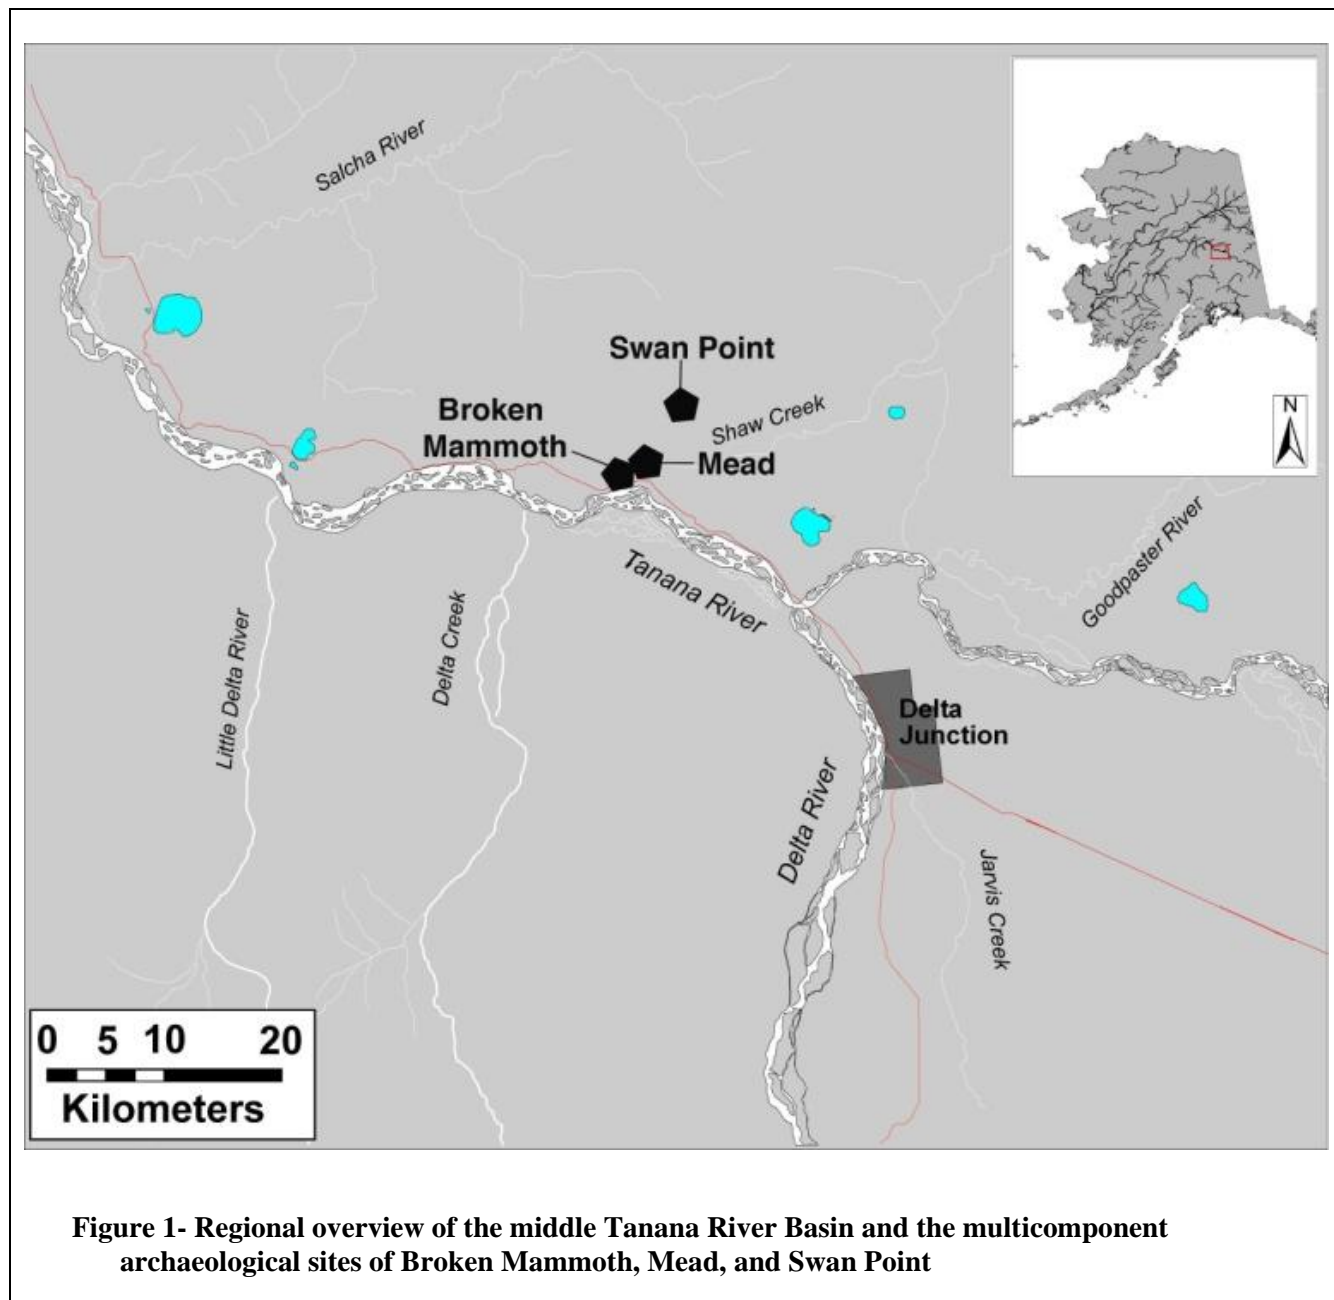 Salcha River
N
Swan Point
Broken
Mammoth
Shaw Creek
Mead
Goodpaster River
Tanana River
Little Delta River
Delta Creek
Delta
Junction
Delta River
Jarvis Creek
0 5 10 20
Kilometers
Figure 1- Regional overview of the middle Tanana River Basin and the multicomponent
archaeological sites of Broken Mammoth, Mead, and Swan Point